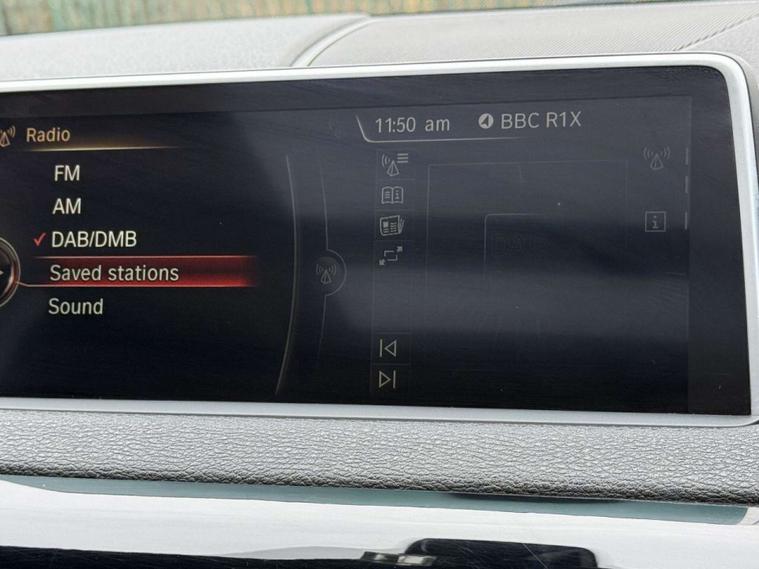 Radio
11:50 am
BBC R1X
FM
AM
DAB/DMB
Saved stations
Sound